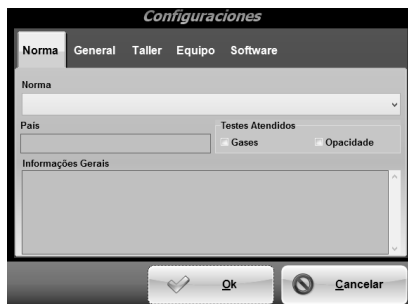 Configuraciones
Norma General Taller Equipo Software
Norma
País Testes Atendidos
Gases Opacidade
Informações Gerais
Ok Cancelar